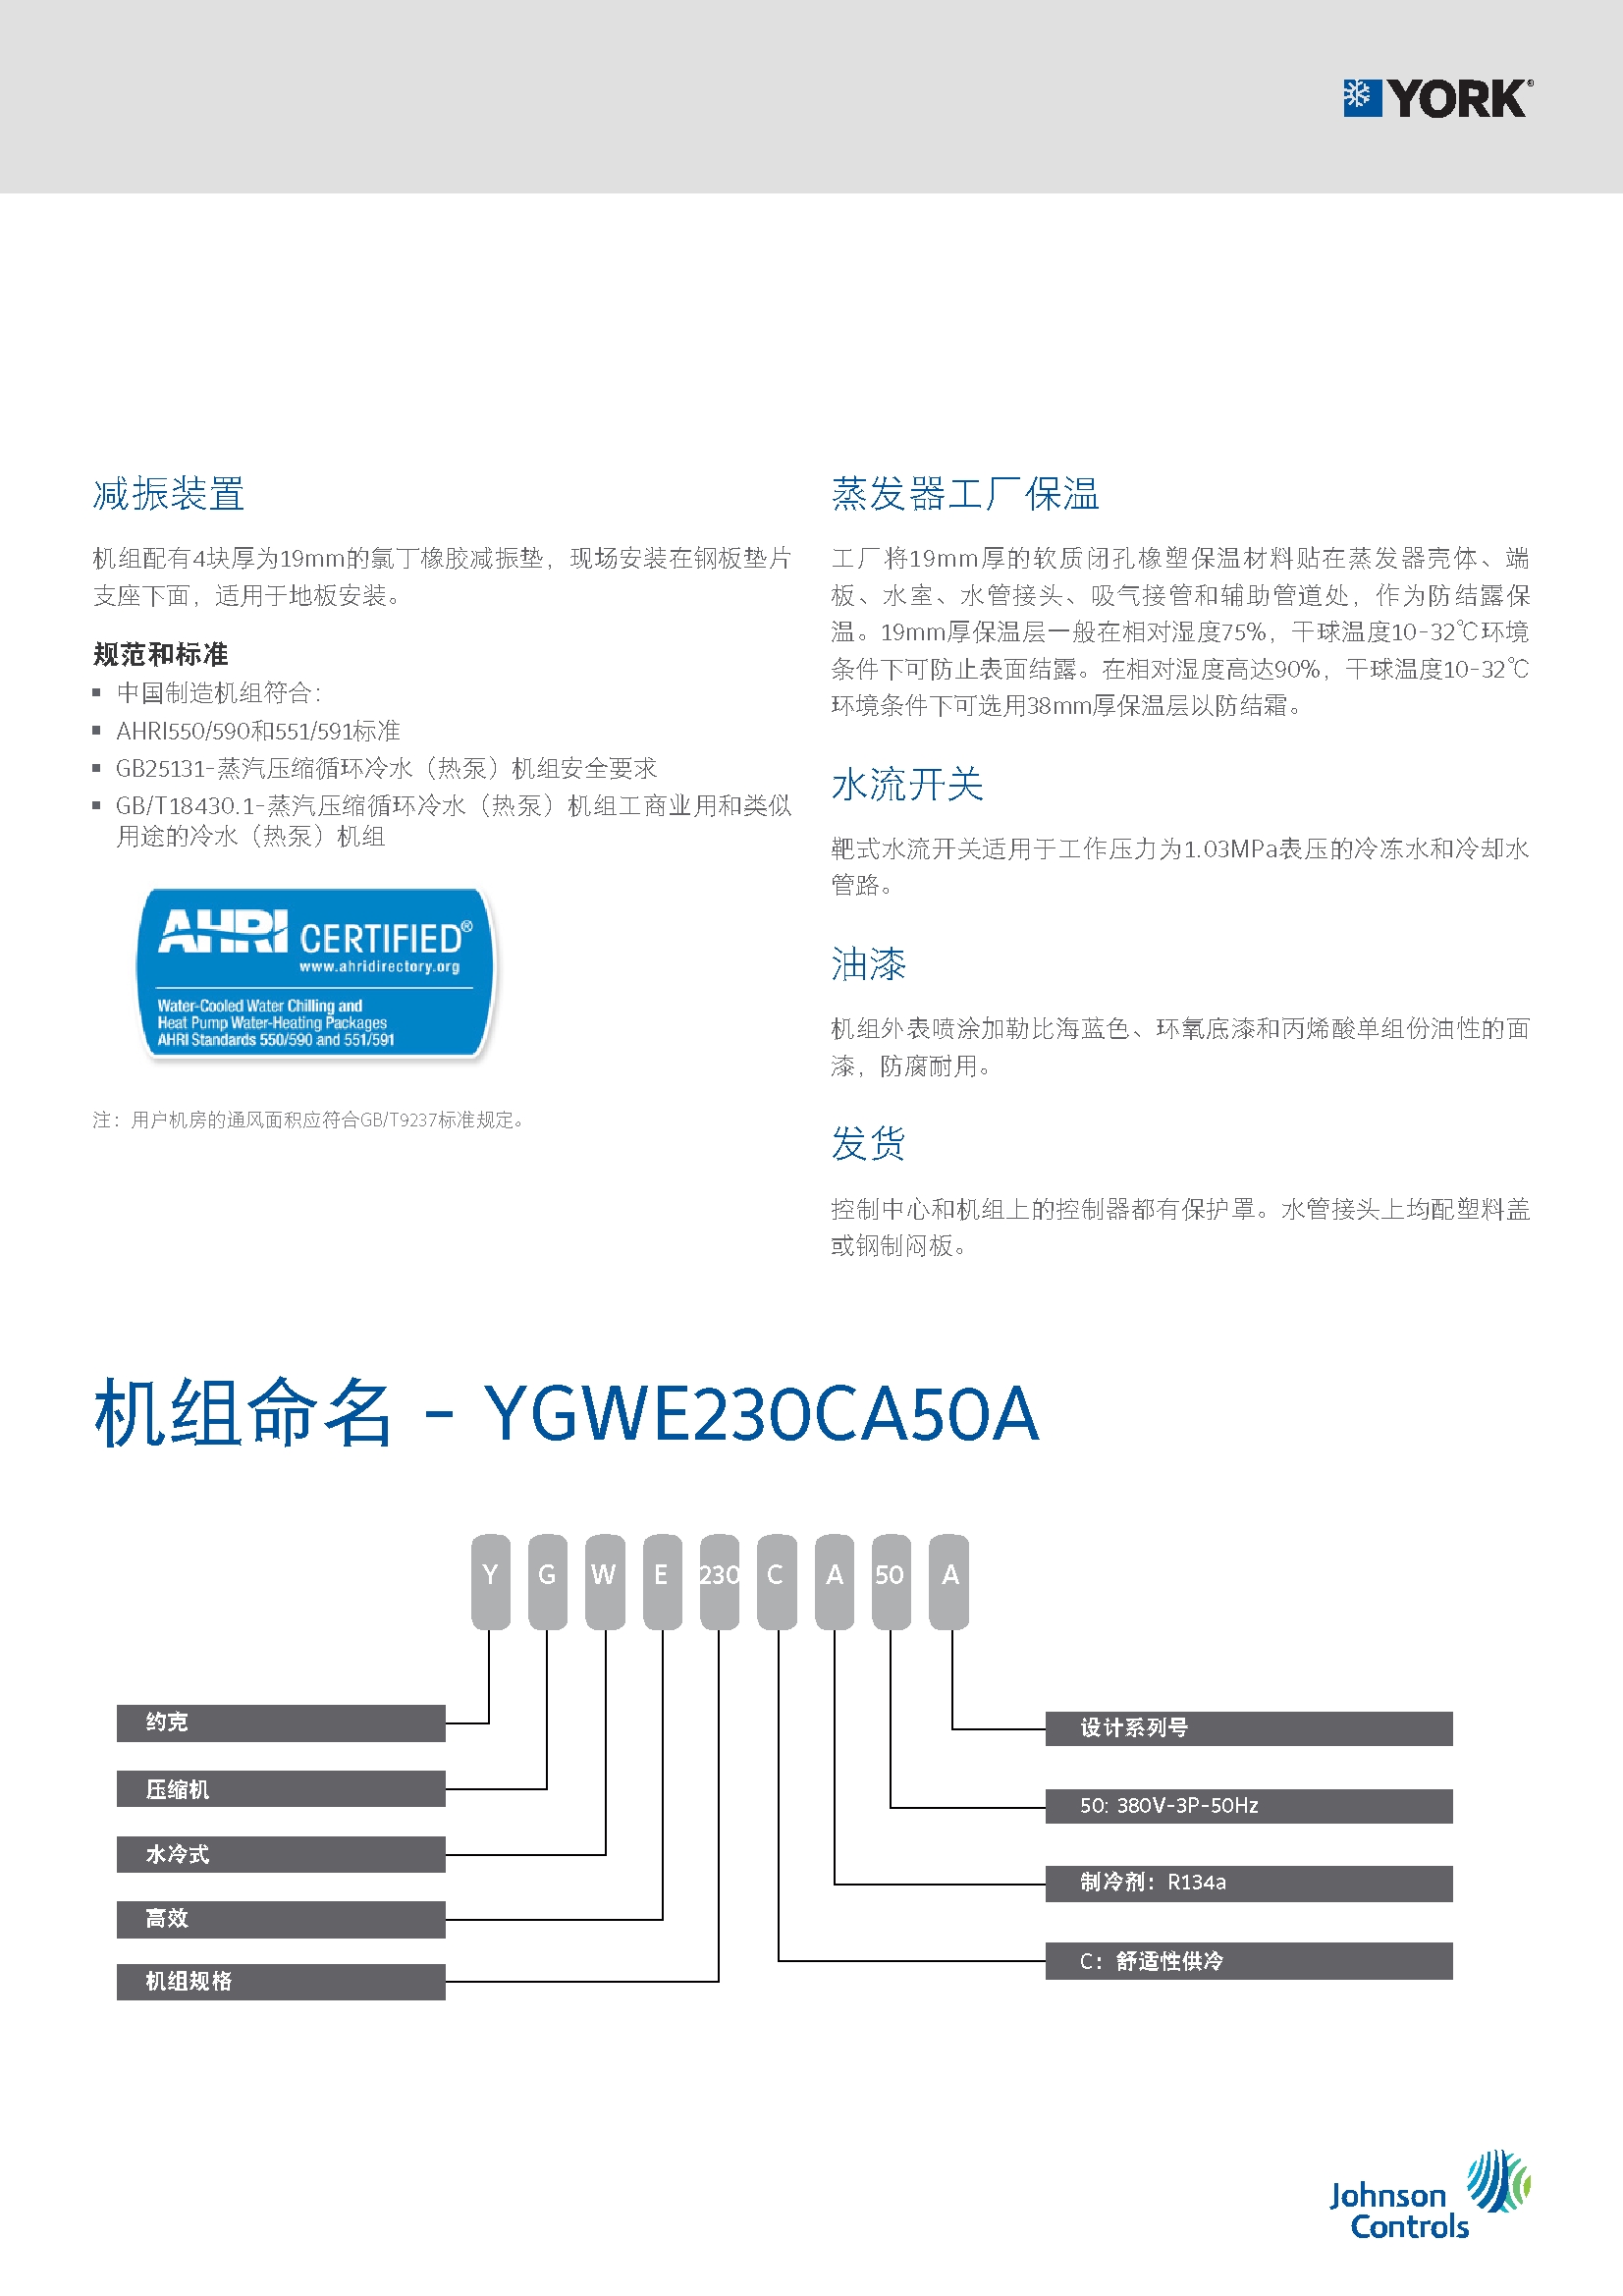 YORK®
减振装置
机组配有4块厚为19mm的氯丁橡胶减振垫，现场安装在钢板垫片
支座下面，适用于地板安装。
规范和标准
▪ 中国制造机组符合：
▪ AHRI550/590和551/591标准
▪ GB25131-蒸汽压缩循环冷水（热泵）机组安全要求
▪ GB/T18430.1-蒸汽压缩循环冷水（热泵）机组工商业用和类似
用途的冷水（热泵）机组
AHRI CERTIFIED®
www.ahridirectory.org
Water-Cooled Water Chilling and
Heat Pump Water-Heating Packages
AHRI Standards 550/590 and 551/591
注：用户机房的通风面积应符合GB/T9237标准规定。
蒸发器工厂保温
工厂将19mm厚的软质闭孔橡塑保温材料贴在蒸发器壳体、端
板、水室、水管接头、吸气接管和辅助管道处，作为防结露保
温。19mm厚保温层一般在相对湿度75%，干球温度10-32℃环境
条件下可防止表面结露。在相对湿度高达90%，干球温度10-32℃
环境条件下可选用38mm厚保温层以防结霜。
水流开关
靶式水流开关适用于工作压力为1.03MPa表压的冷冻水和冷却水
管路。
油漆
机组外表喷涂加勒比海蓝色、环氧底漆和丙烯酸单组份油性的面
漆，防腐耐用。
发货
控制中心和机组上的控制器都有保护罩。水管接头上均配塑料盖
或钢制闷板。
机组命名 - YGWE230CA50A
Y G W E 230 C A 50 A
约克
压缩机
水冷式
高效
机组规格
设计系列号
50: 380V-3P-50Hz
制冷剂：R134a
C：舒适性供冷
Johnson
Controls